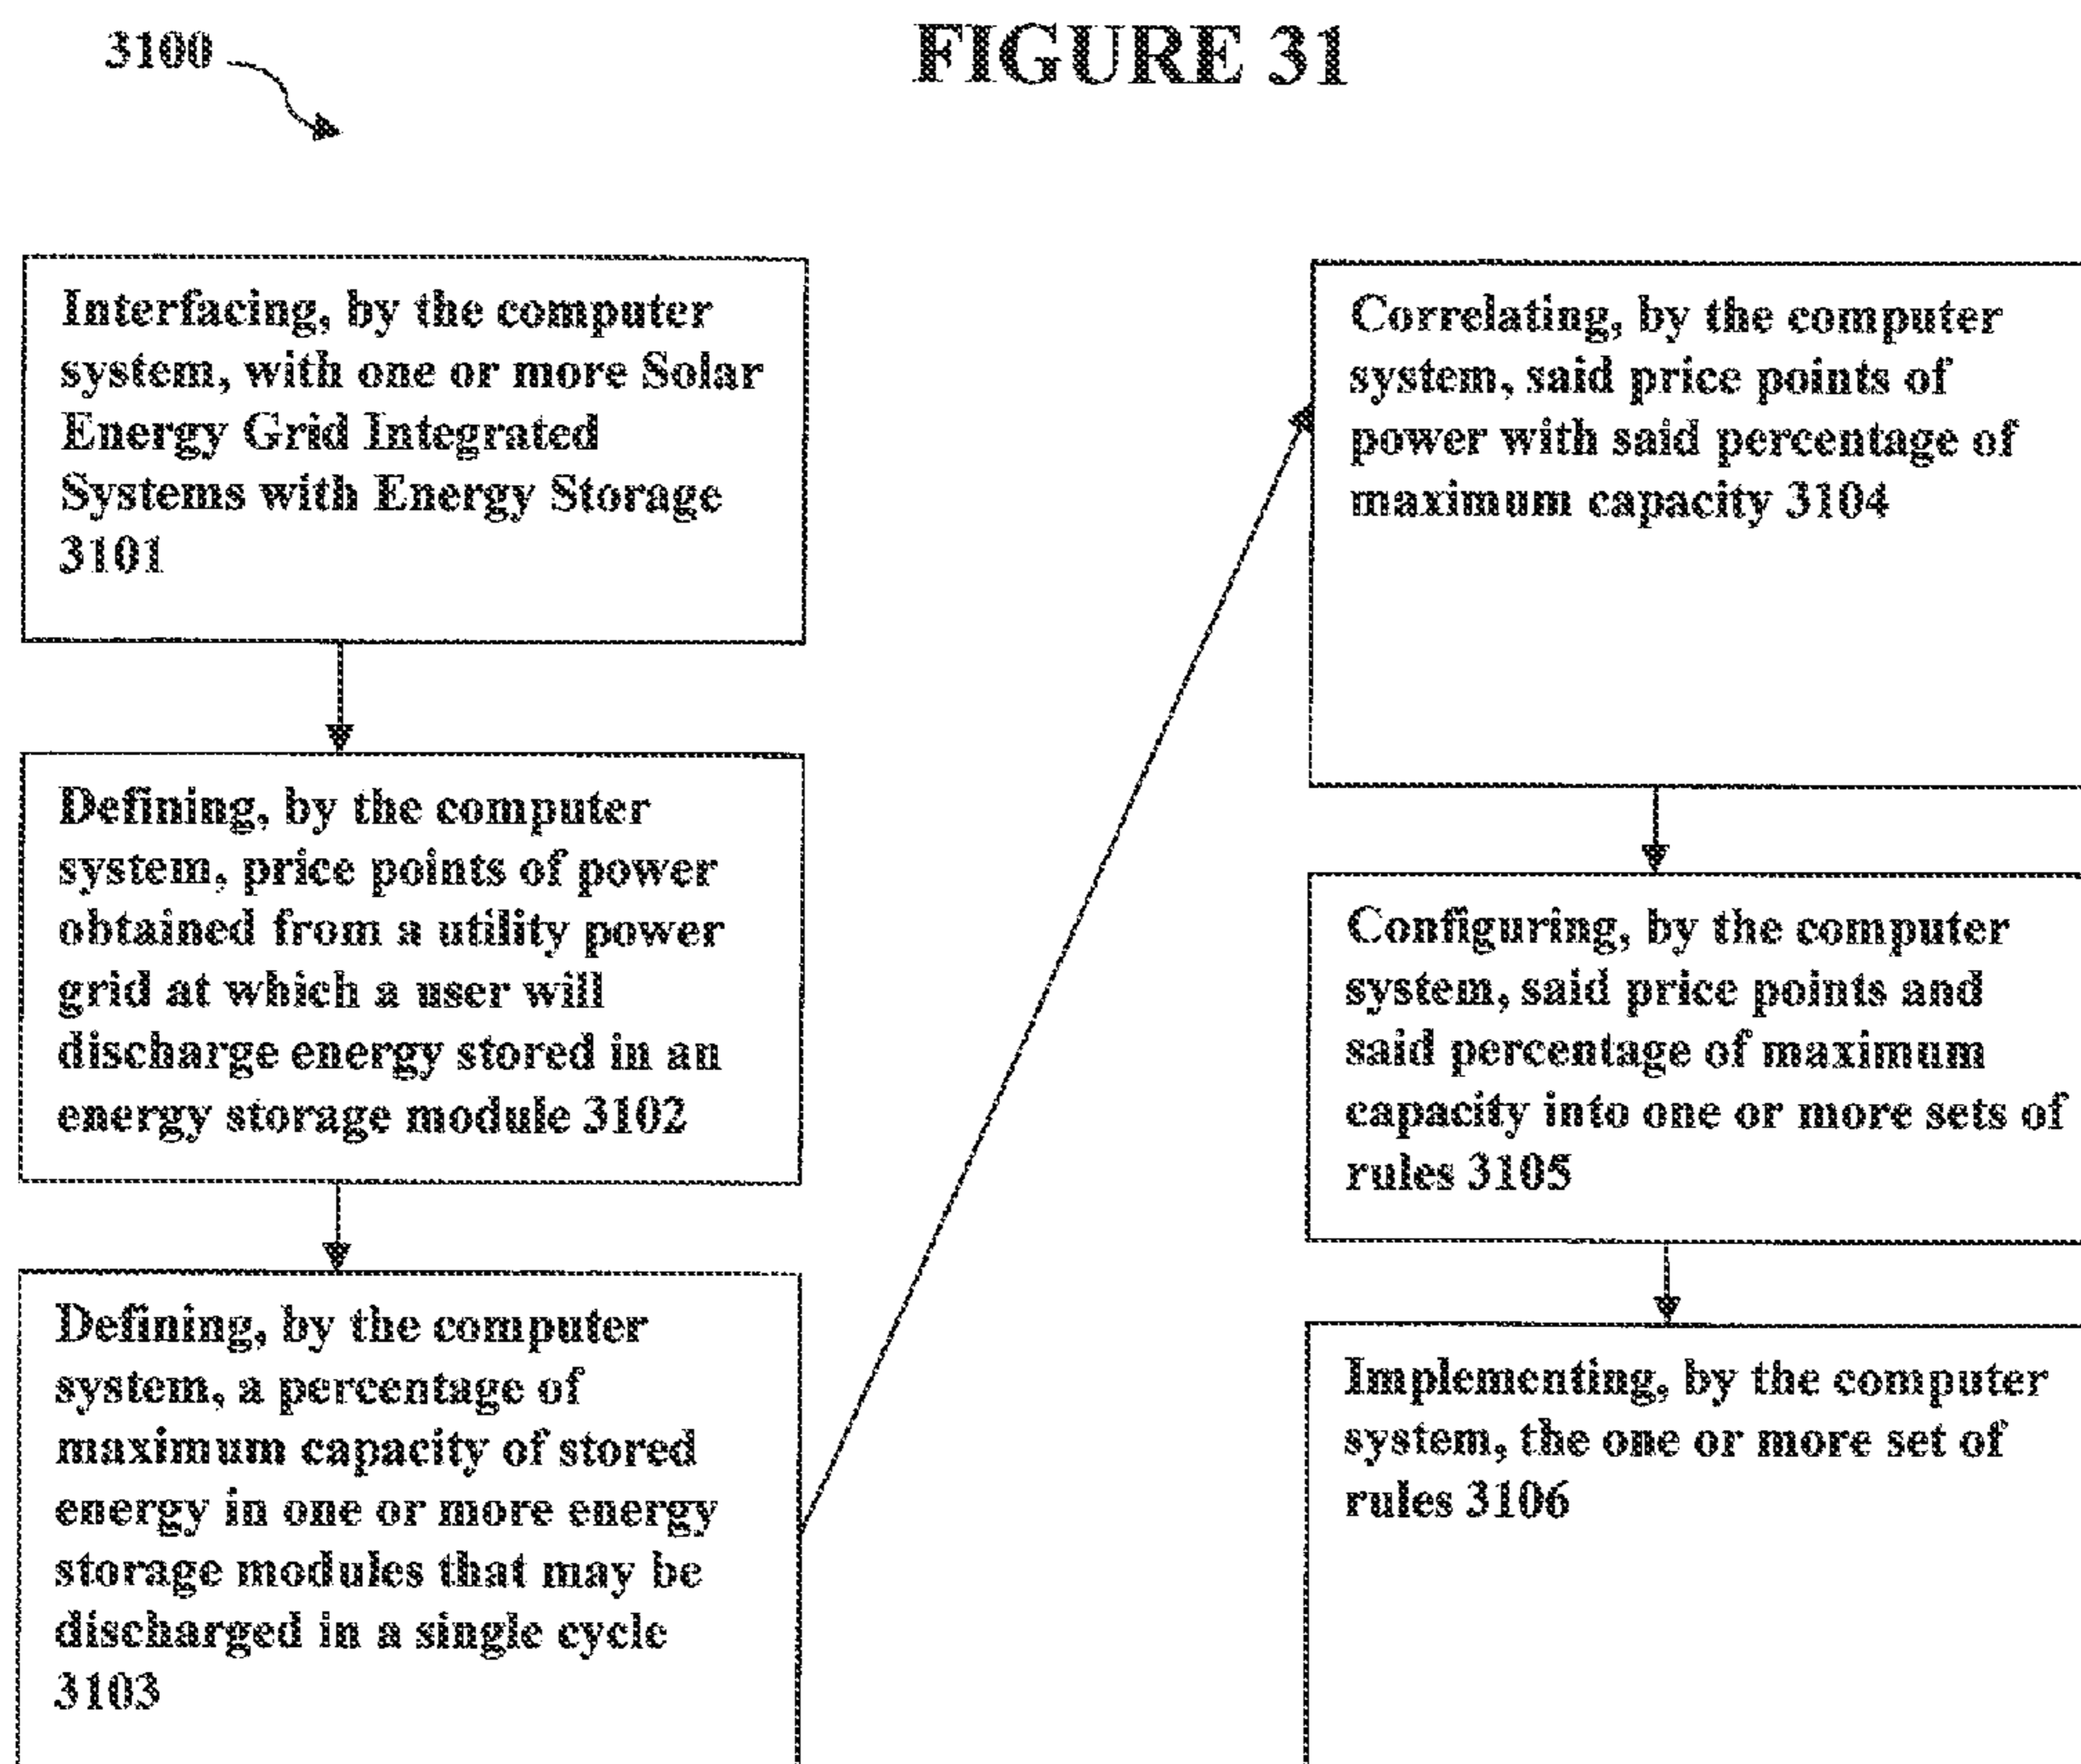 FIGURE 31
3100
Interfacing, by the computer
system, with one or more Solar
Energy Grid Integrated
Systems with Energy Storage
3101
Defining, by the computer
system, price points of power
obtained from a utility power
grid at which a user will
discharge energy stored in an
energy storage module 3102
Defining, by the computer
system, a percentage of
maximum capacity of stored
energy in one or more energy
storage modules that may be
discharged in a single cycle
3103
Correlating, by the computer
system, said price points of
power with said percentage of
maximum capacity 3104
Configuring, by the computer
system, said price points and
said percentage of maximum
capacity into one or more sets of
rules 3105
Implementing, by the computer
system, the one or more set of
rules 3106